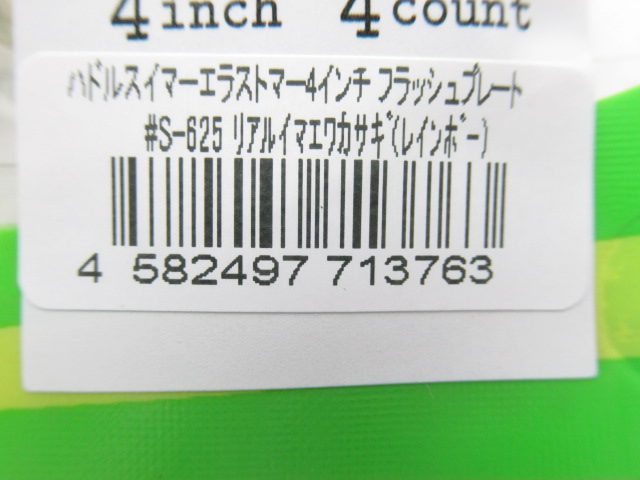 4 inch 4 count
ハドルスイマーエラストマー4インチ フラッシュプレート
#S-625 リアルイマエワカサギ(レインボー)
4 582497 713763